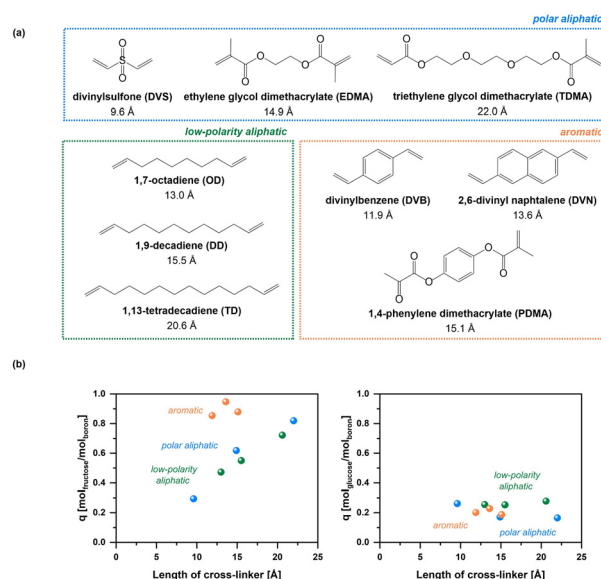 polar aliphatic
(a)
O
S
O
O
O
O
O
O
O
O
O
O
O
divinylsulfone (DVS)
9.6 Å
ethylene glycol dimethacrylate (EDMA)
14.9 Å
triethylene glycol dimethacrylate (TDMA)
22.0 Å
low-polarity aliphatic
aromatic
1,7-octadiene (OD)
13.0 Å
1,9-decadiene (DD)
15.5 Å
1,13-tetradecadiene (TD)
20.6 Å
divinylbenzene (DVB)
11.9 Å
2,6-divinyl naphtalene (DVN)
13.6 Å
O
O
O
O
O
1,4-phenylene dimethacrylate (PDMA)
15.1 Å
(b)
1.0
0.8
0.6
0.4
0.2
0.0
0 5 10 15 20 25
q [mol_fructose/mol_boron]
Length of cross-linker [Å]
aromatic
polar aliphatic
low-polarity
aliphatic
1.0
0.8
0.6
0.4
0.2
0.0
0 5 10 15 20 25
q [mol_glucose/mol_boron]
Length of cross-linker [Å]
low-polarity
aliphatic
aromatic
polar aliphatic